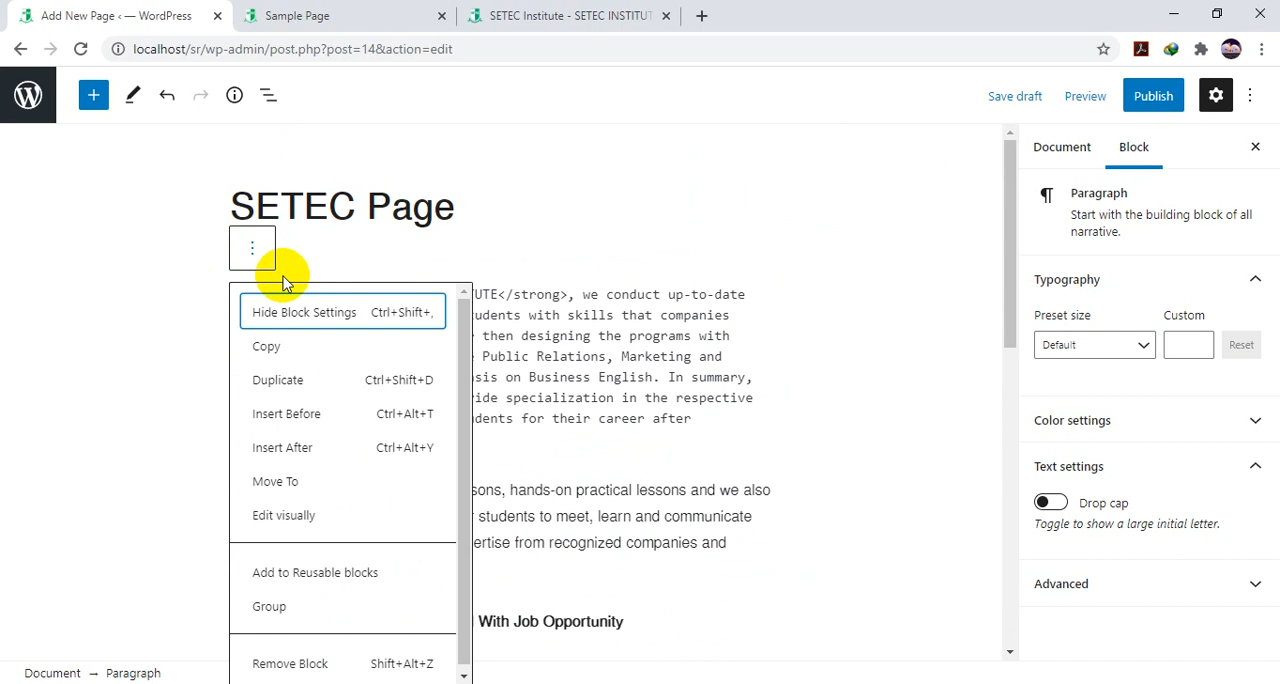 Add New Page ‹ — WordPress
Sample Page
SETEC Institute - SETEC INSTITUT
localhost/sr/wp-admin/post.php?post=14&action=edit
Save draft
Preview
Publish
Document
Block
SETEC Page
Paragraph
Start with the building block of all
narrative.
UTE</strong>, we conduct up-to-date
tudents with skills that companies
then designing the programs with
Public Relations, Marketing and
sis on Business English. In summary,
ide specialization in the respective
dents for their career after
sons, hands-on practical lessons and we also
students to meet, learn and communicate
ertise from recognized companies and
With Job Opportunity
Hide Block Settings Ctrl+Shift+,
Copy
Duplicate Ctrl+Shift+D
Insert Before Ctrl+Alt+T
Insert After Ctrl+Alt+Y
Move To
Edit visually
Add to Reusable blocks
Group
Remove Block Shift+Alt+Z
Typography
Preset size
Custom
Default
Reset
Color settings
Text settings
Drop cap
Toggle to show a large initial letter.
Advanced
Document → Paragraph